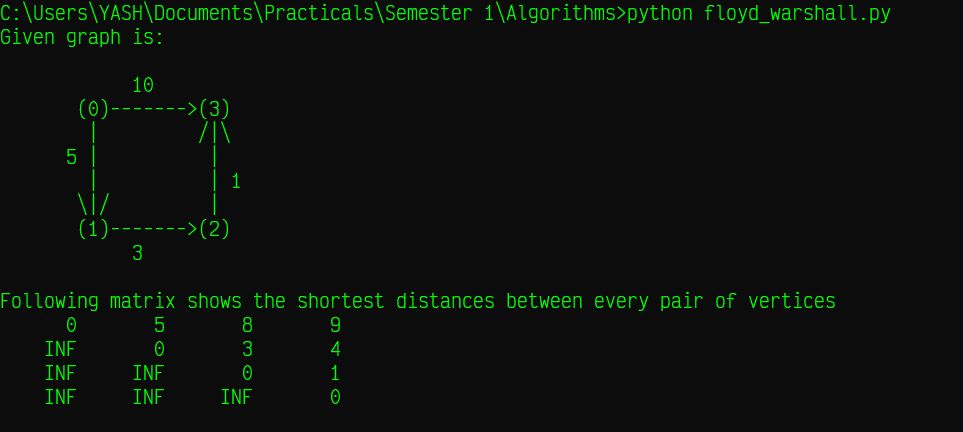 C:\Users\YASH\Documents\Practicals\Semester 1\Algorithms>python floyd_warshall.py
Given graph is:

            10
       (0)------->(3)
        |         /|\
      5 |          |
        |          | 1
       \|/         |
       (1)------->(2)
            3

Following matrix shows the shortest distances between every pair of vertices
      0       5       8       9
    INF       0       3       4
    INF     INF       0       1
    INF     INF     INF       0